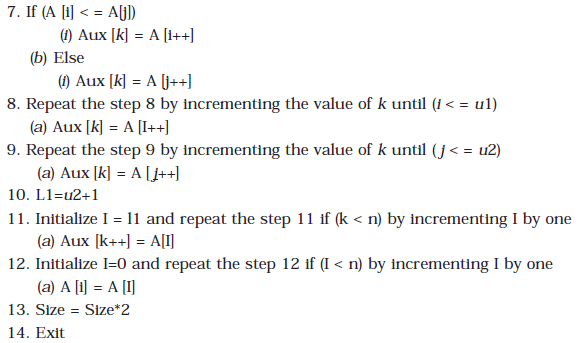 7. If (A [i] < = A[j])
(i) Aux [k] = A [i++]
(b) Else
(i) Aux [k] = A [j++]
8. Repeat the step 8 by incrementing the value of k until (i < = u1)
(a) Aux [k] = A [I++]
9. Repeat the step 9 by incrementing the value of k until (j < = u2)
(a) Aux [k] = A [j++]
10. L1=u2+1
11. Initialize I = l1 and repeat the step 11 if (k < n) by incrementing I by one
(a) Aux [k++] = A[I]
12. Initialize I=0 and repeat the step 12 if (I < n) by incrementing I by one
(a) A [i] = A [I]
13. Size = Size*2
14. Exit